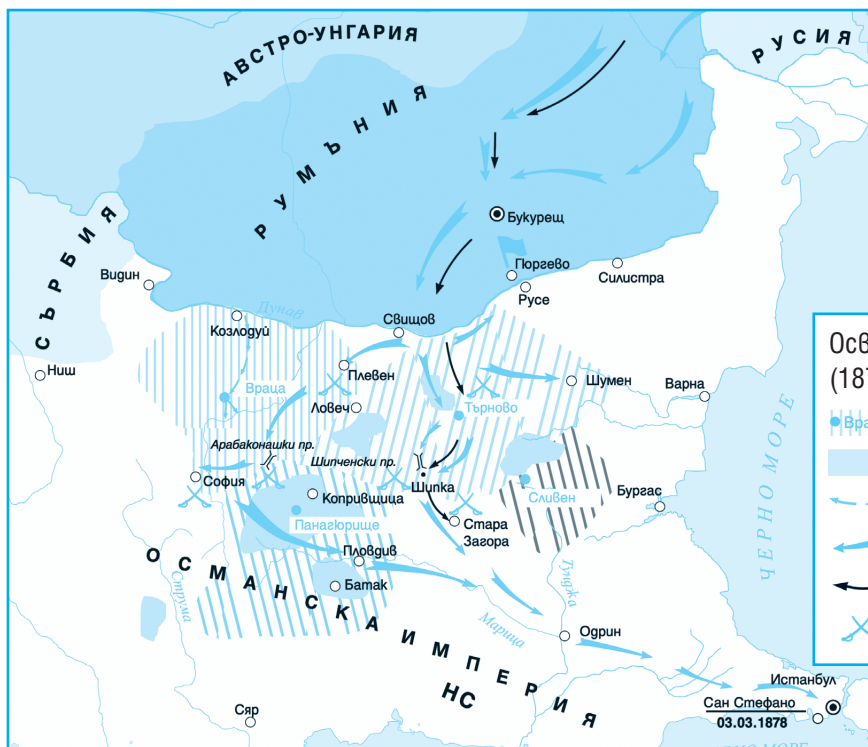 АВСТРО-УНГАРИЯ
РУСИЯ
РУМЪНИЯ
СЪРБИЯ
Букурещ
Гюргево
Силистра
Русе
Видин
Дунав
Козлодуй
Свищов
Ниш
Плевен
Враца
Шумен
Варна
Ловеч
Търново
Арабаконашки пр.
Шипченски пр.
София
Шипка
Сливен
Бургас
Копривщица
Панагюрище
Стара
Загора
Пловдив
Батак
ОСМАНСКА ИМПЕРИЯ
НС
Струма
Марица
Тунджа
Одрин
Сяр
Истанбул
Сан Стефано
03.03.1878
ЧЕРНО МОРЕ
Осв
(187
Вра